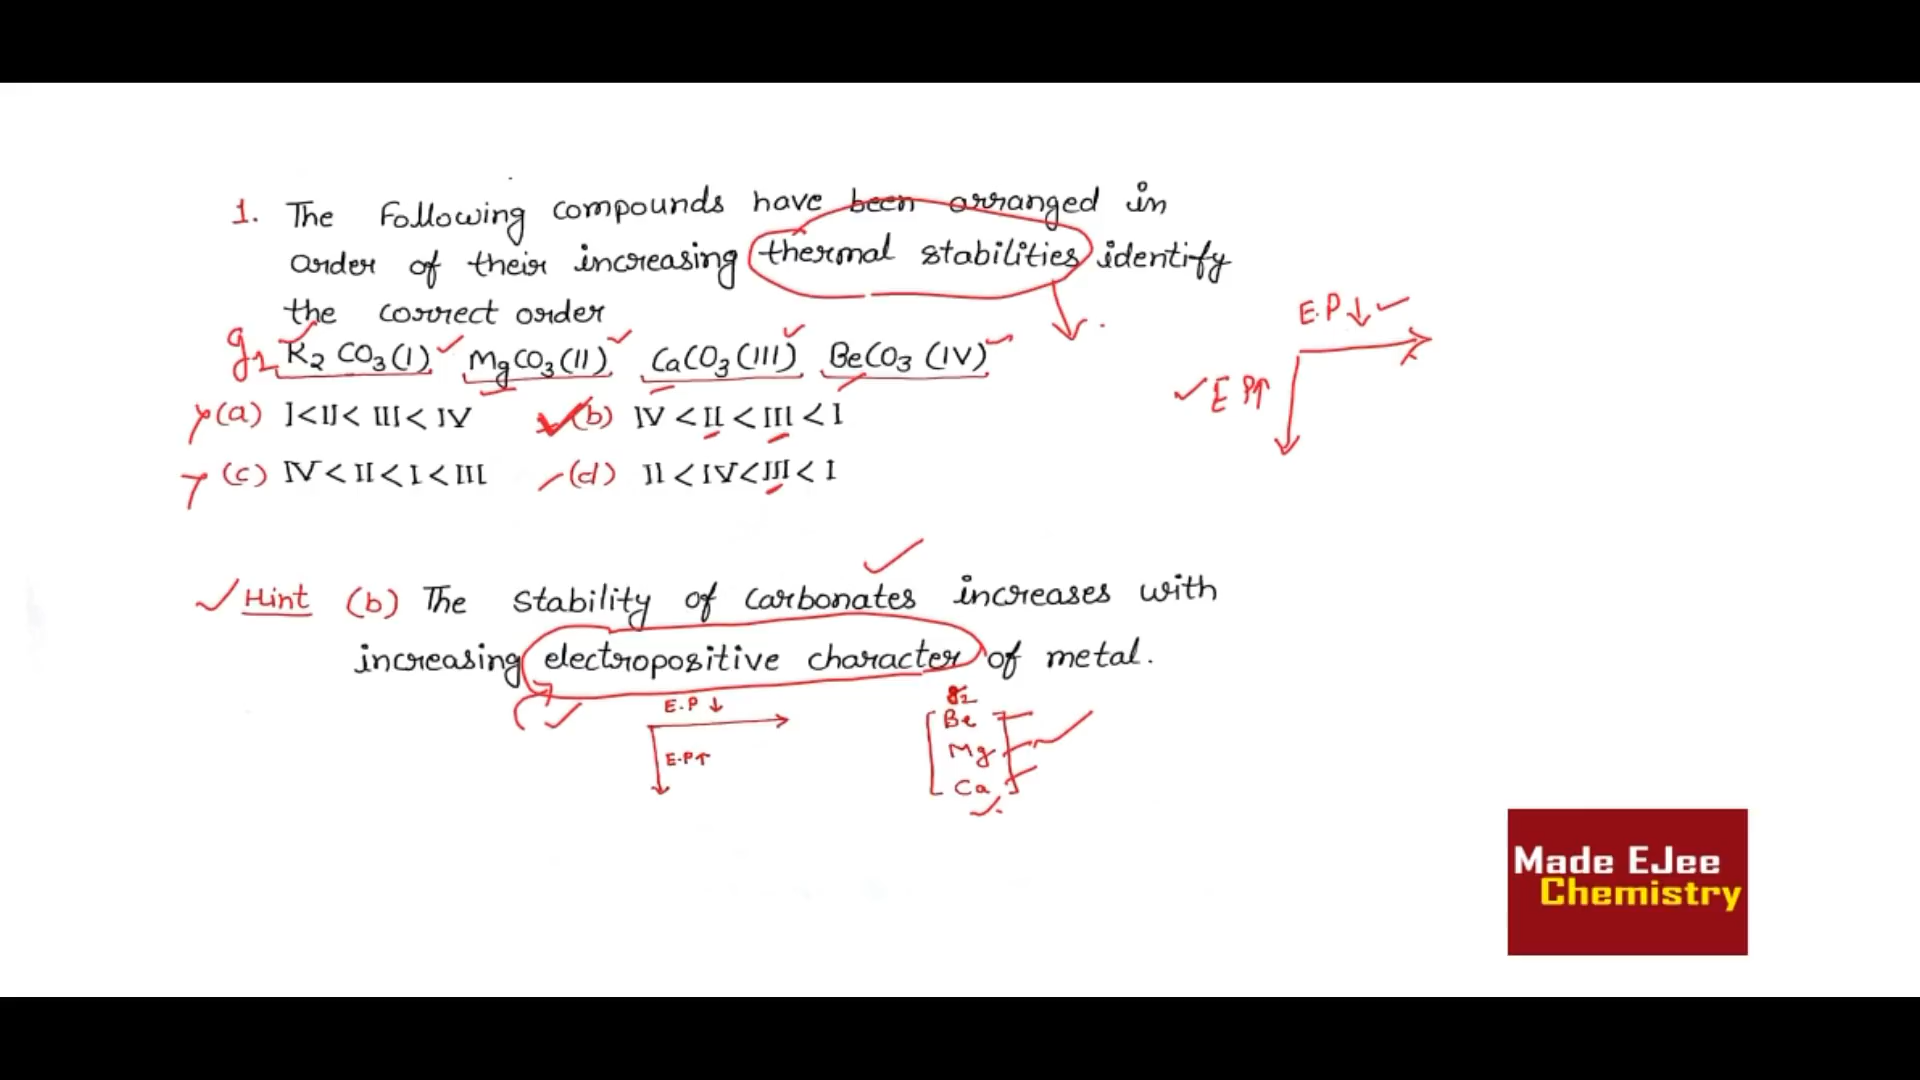 1. The Following compounds have been arranged in
order of their increasing thermal stabilities identify
the correct order
g2 K2 CO3 (I) MgCO3 (II) CaCO3 (III) BeCO3 (IV)
(a) I < II < III < IV (b) IV < II < III < I
(c) IV < II < I < III (d) II < IV < III < I
E.P ↓
E P↑
Hint (b) The stability of carbonates increases with
increasing electropositive character of metal.
E.P ↓
E.P↑
g2
Be
Mg
Ca
Made EJee
Chemistry